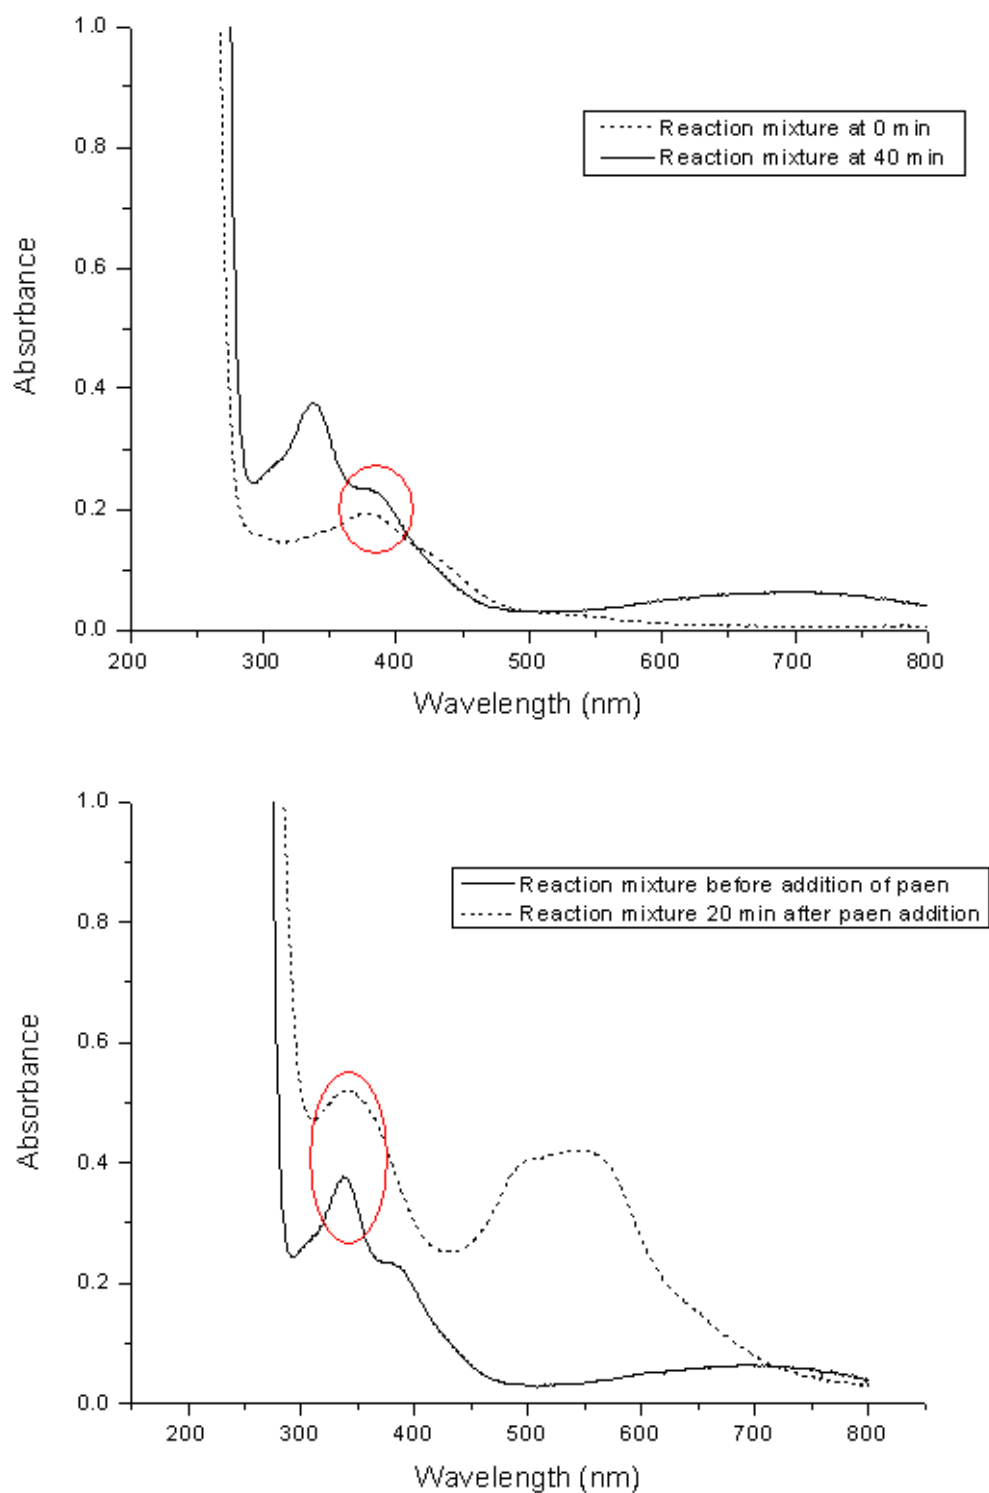 1.0
0.8
0.6
0.4
0.2
0.0
Absorbance
Reaction mixture at 0 min
Reaction mixture at 40 min
200 300 400 500 600 700 800
Wavelength (nm)
1.0
0.8
0.6
0.4
0.2
0.0
Absorbance
Reaction mixture before addition of paen
Reaction mixture 20 min after paen addition
200 300 400 500 600 700 800
Wavelength (nm)